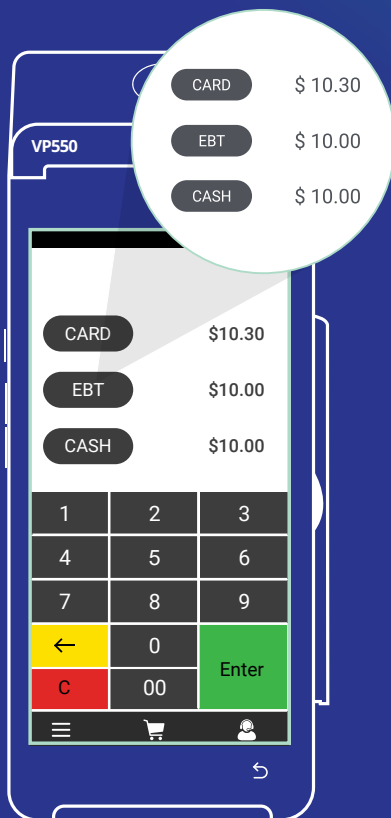 CARD $ 10.30
EBT $ 10.00
CASH $ 10.00
VP550
CARD $10.30
EBT $10.00
CASH $10.00
1 2 3
4 5 6
7 8 9
← 0 Enter
C 00